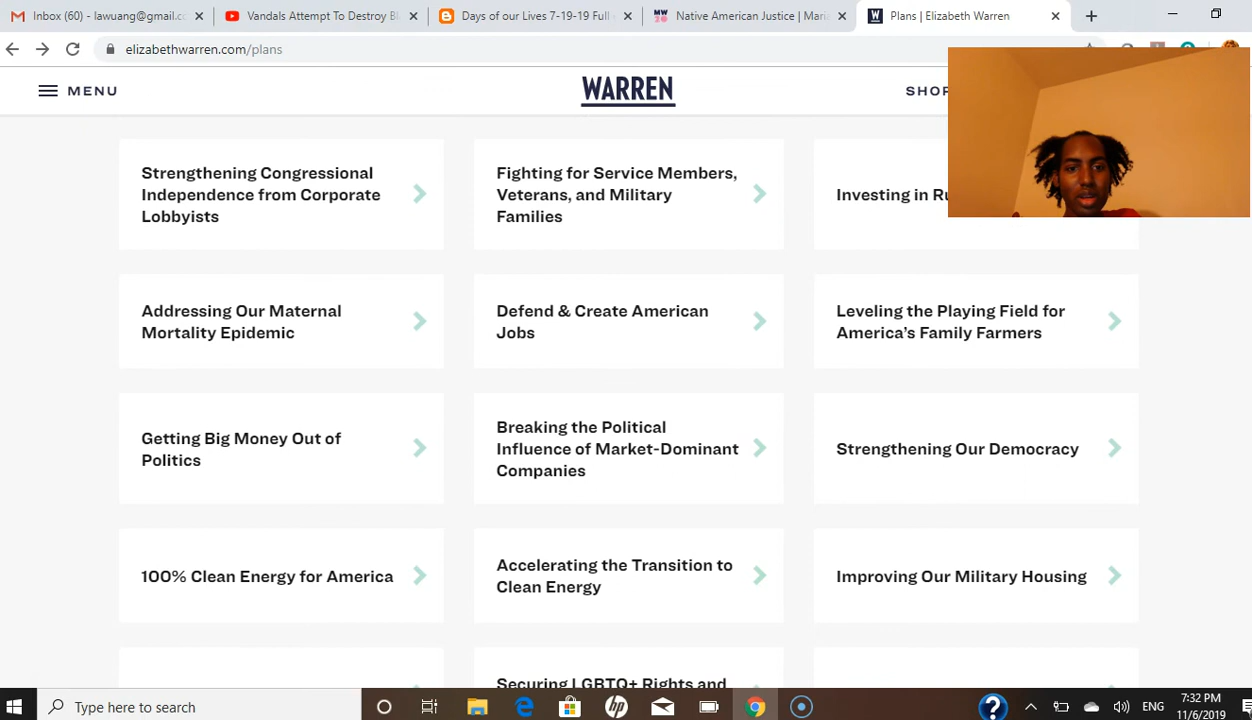 Inbox (60) - lawuang@gmail.c
Vandals Attempt To Destroy B
Days of our Lives 7-19-19 Full
MW
Native American Justice | Mari
Plans | Elizabeth Warren
elizabethwarren.com/plans
MENU
WARREN
SHOP
Strengthening Congressional
Independence from Corporate
Lobbyists
Fighting for Service Members,
Veterans, and Military
Families
Investing in Ru
Addressing Our Maternal
Mortality Epidemic
Defend & Create American
Jobs
Leveling the Playing Field for
America's Family Farmers
Getting Big Money Out of
Politics
Breaking the Political
Influence of Market-Dominant
Companies
Strengthening Our Democracy
100% Clean Energy for America
Accelerating the Transition to
Clean Energy
Improving Our Military Housing
Securing LGBTQ+ Rights and
Type here to search
hp
ENG
7:32 PM
11/6/2019